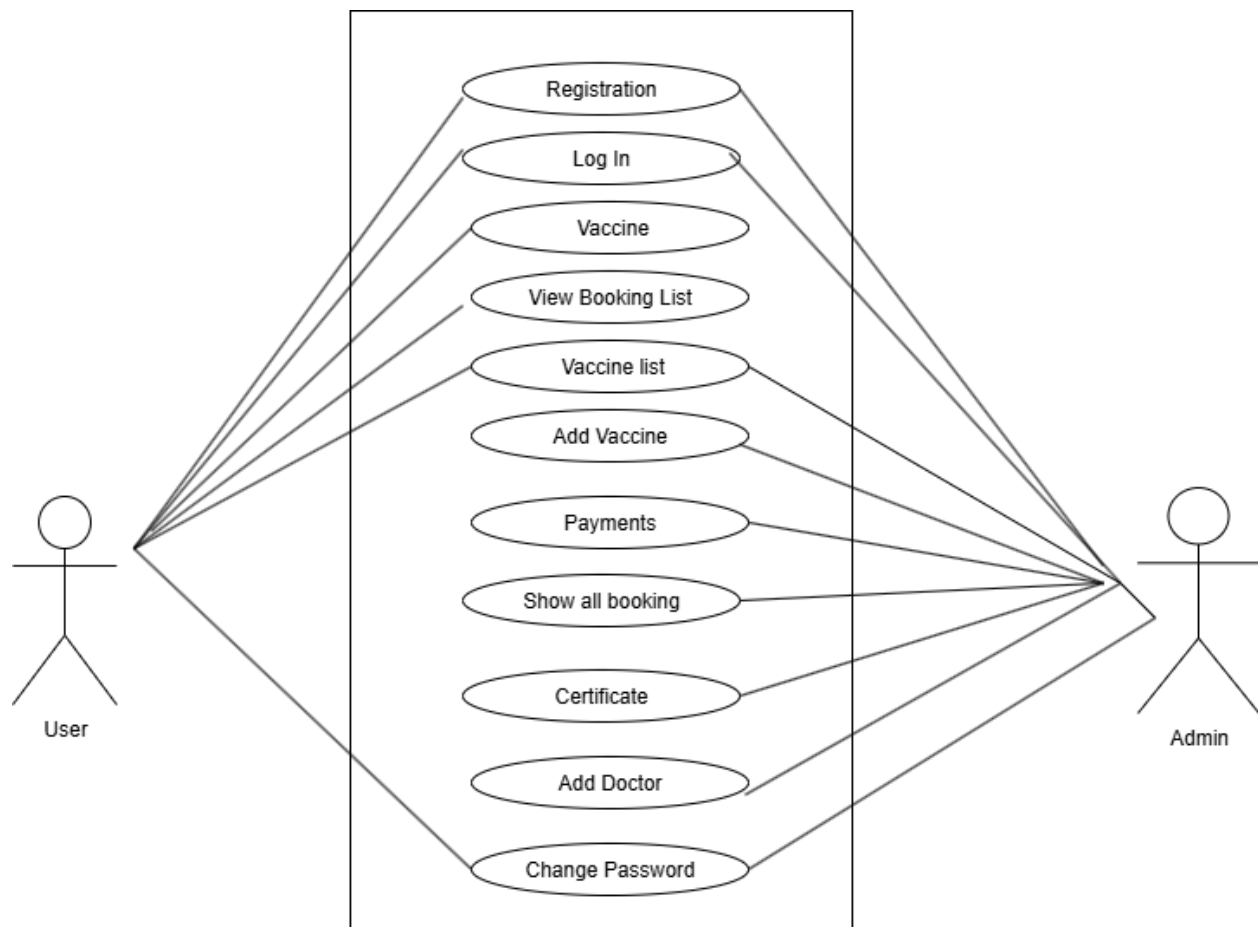 Registration
Log In
Vaccine
View Booking List
Vaccine list
Add Vaccine
Payments
Show all booking
Certificate
Add Doctor
Change Password
User
Admin